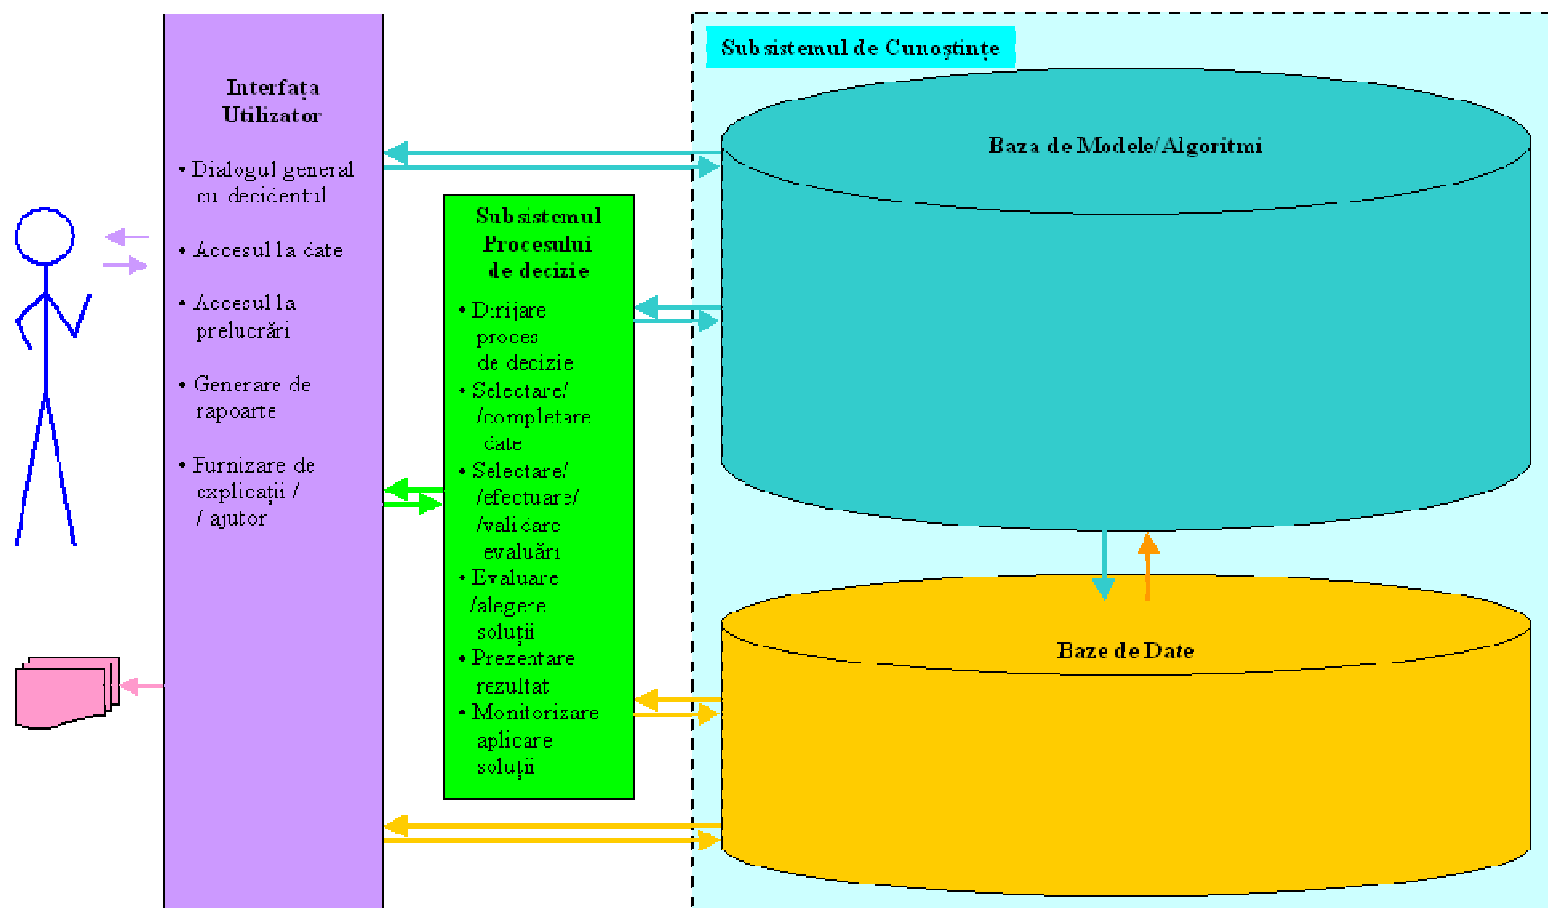 Interfața
Utilizator
• Dialogul general
cu decidentul
• Accesul la date
• Accesul la
prelucrări
• Generare de
rapoarte
• Furnizare de
explicații /
/ ajutor
Subsistemul
Procesului
de decizie
• Dirijare
proces
de decizie
• Selectare/
/completare
date
• Selectare/
/efectuare/
/validare
evaluări
• Evaluare
/alegere
soluții
• Prezentare
rezultat
• Monitorizare
aplicare
soluții
Subsistemul de Cunoștințe
Baza de Modele/Algoritmi
Baze de Date